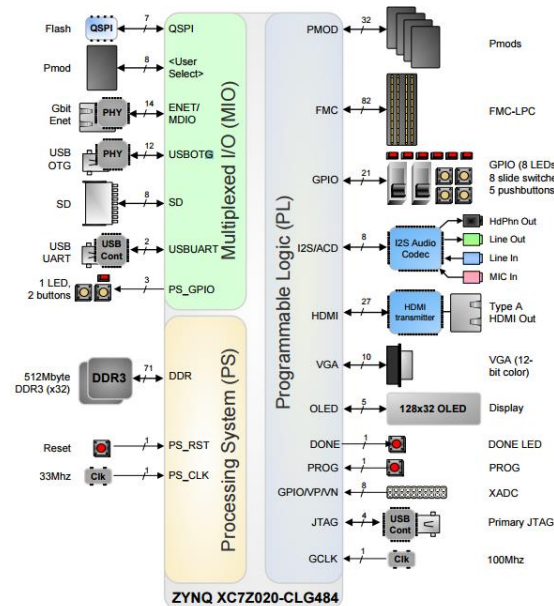 Flash
QSPI
7
QSPI
Pmod
8
<User
Select>
Gbit
Enet
PHY
14
ENET/
MDIO
USB
OTG
PHY
12
USBOTG
SD
8
SD
USB
UART
USB
Cont
2
USBUART
1 LED,
2 buttons
3
PS_GPIO
Multiplexed I/O (MIO)
512Mbyte
DDR3 (x32)
DDR3
71
DDR
Reset
1
PS_RST
33Mhz
Clk
1
PS_CLK
Processing System (PS)
Programmable Logic (PL)
PMOD
32
Pmods
FMC
82
FMC-LPC
GPIO
21
GPIO (8 LEDs
8 slide switche
5 pushbuttons
I2S/ACD
8
I2S Audio
Codec
HdPhn Out
Line Out
Line In
MIC In
HDMI
27
HDMI
transmitter
Type A
HDMI Out
VGA
10
VGA (12-
bit color)
OLED
5
128x32 OLED
Display
DONE
1
DONE LED
PROG
1
PROG
GPIO/VP/VN
8
XADC
JTAG
4
USB
Cont
Primary JTAG
GCLK
1
Clk
100Mhz
ZYNQ XC7Z020-CLG484